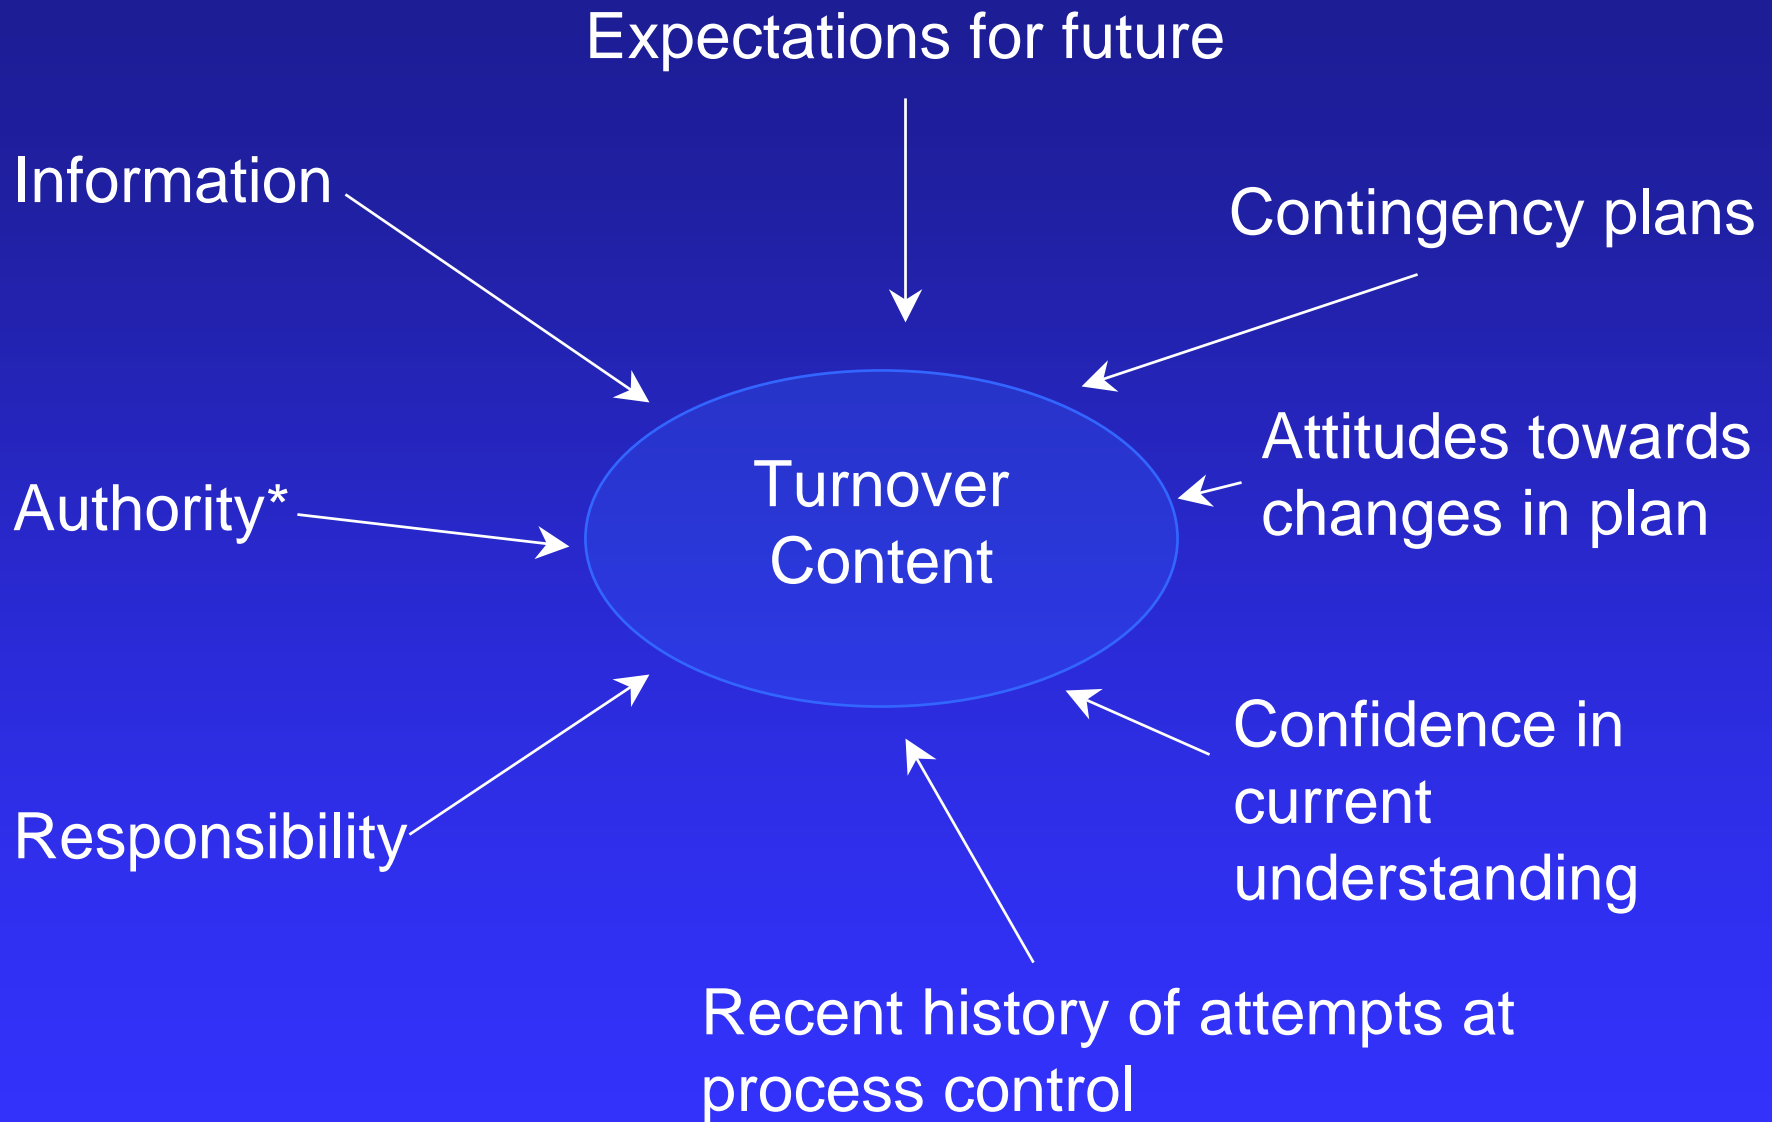 Expectations for future
Information
Contingency plans
Attitudes towards
changes in plan
Authority*
Turnover
Content
Confidence in
current
understanding
Responsibility
Recent history of attempts at
process control